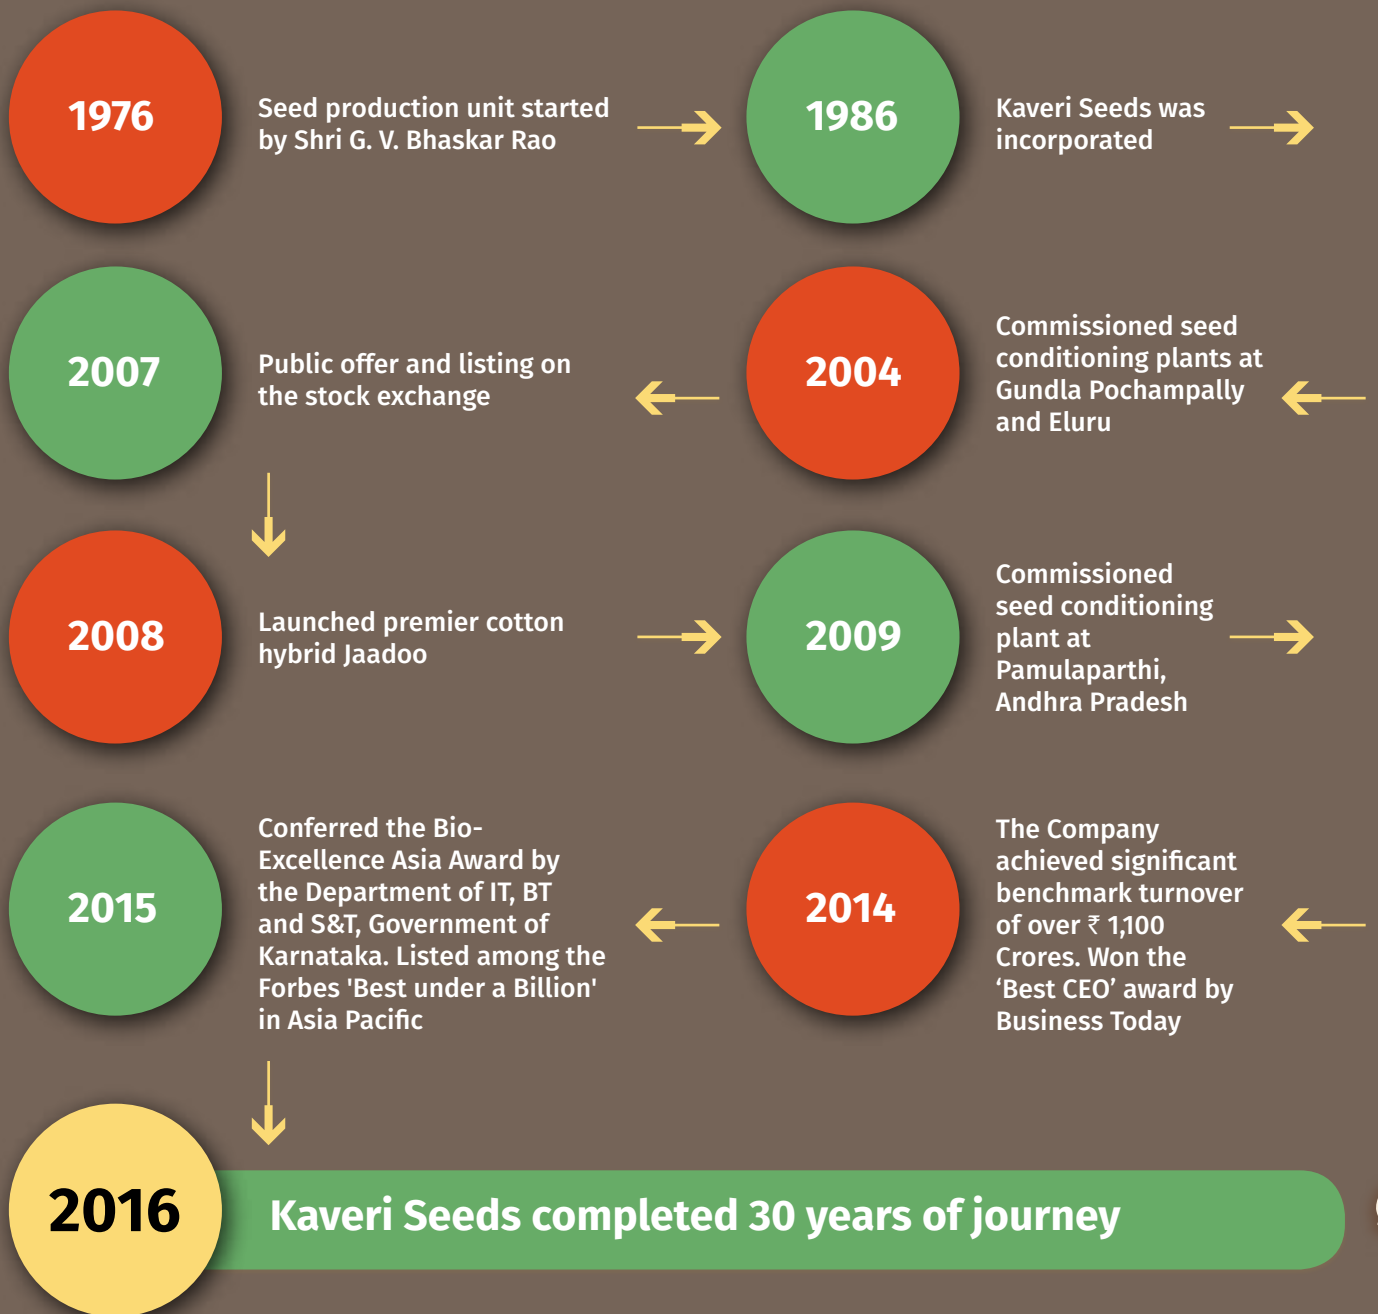 1976
Seed production unit started
by Shri G. V. Bhaskar Rao
1986
Kaveri Seeds was
incorporated
2007
Public offer and listing on
the stock exchange
2004
Commissioned seed
conditioning plants at
Gundla Pochampally
and Eluru
2008
Launched premier cotton
hybrid Jaadoo
2009
Commissioned
seed conditioning
plant at
Pamulaparthi,
Andhra Pradesh
2015
Conferred the Bio-
Excellence Asia Award by
the Department of IT, BT
and S&T, Government of
Karnataka. Listed among the
Forbes 'Best under a Billion'
in Asia Pacific
2014
The Company
achieved significant
benchmark turnover
of over ₹ 1,100
Crores. Won the
‘Best CEO’ award by
Business Today
2016
Kaveri Seeds completed 30 years of journey